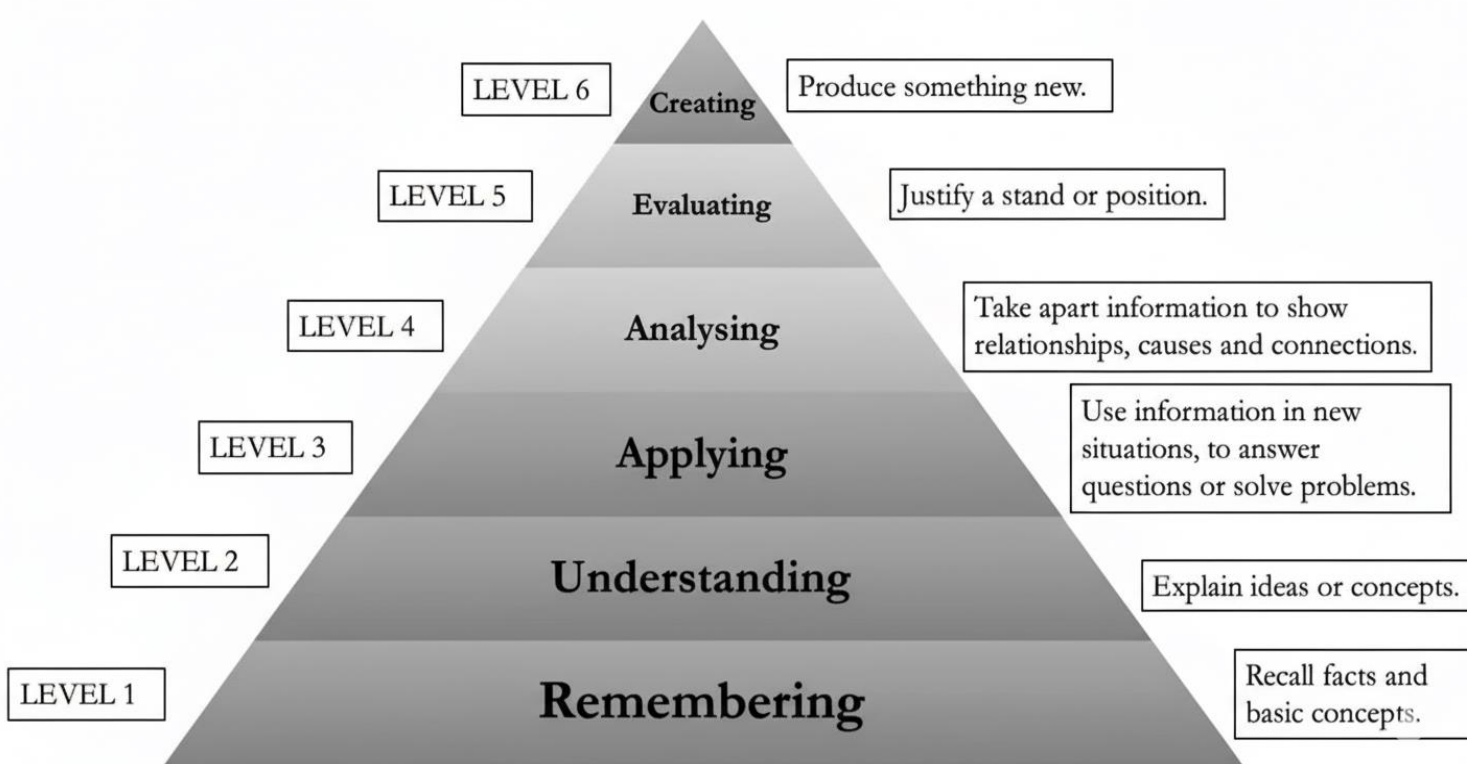 LEVEL 6
Creating
Produce something new.
LEVEL 5
Evaluating
Justify a stand or position.
LEVEL 4
Analysing
Take apart information to show
relationships, causes and connections.
LEVEL 3
Applying
Use information in new
situations, to answer
questions or solve problems.
LEVEL 2
Understanding
Explain ideas or concepts.
LEVEL 1
Remembering
Recall facts and
basic concepts.